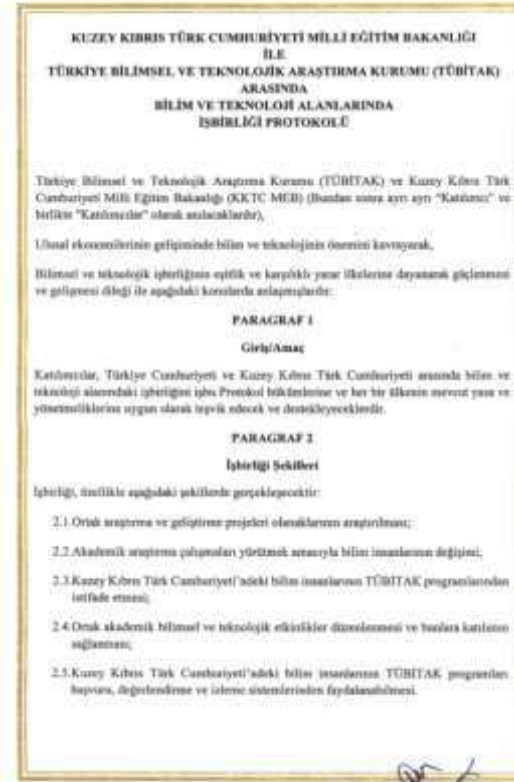 KUZEY KIBRIS TÜRK CUMHURİYETİ MİLLİ EĞİTİM BAKANLIĞI
İLE
TÜRKİYE BİLİMSEL VE TEKNOLOJİK ARAŞTIRMA KURUMU (TÜBİTAK)
ARASINDA
BİLİM VE TEKNOLOJİ ALANLARINDA
İŞBİRLİĞİ PROTOKOLÜ
Türkiye Bilimsel ve Teknolojik Araştırma Kurumu (TÜBİTAK) ve Kuzey Kıbrıs Türk
Cumhuriyeti Milli Eğitim Bakanlığı (KKTC MEB) (Bundan sonra ayrı ayrı "Katılımcı" ve
birlikte "Katılımcılar" olarak anılacaklardır),
Ulusal ekonomilerinin gelişiminde bilim ve teknolojinin önemini kavrayarak,
Bilimsel ve teknolojik işbirliğinin eşitlik ve karşılıklı yarar ilkelerine dayanarak güçlenmesi
ve gelişmesi dileği ile aşağıdaki konularda anlaşmışlardır:
PARAGRAF 1
Giriş/Amaç
Katılımcılar, Türkiye Cumhuriyeti ve Kuzey Kıbrıs Türk Cumhuriyeti arasında bilim ve
teknoloji alanındaki işbirliğini işbu Protokol hükümlerine ve her bir ülkenin mevcut yasa ve
yönetmeliklerine uygun olarak teşvik edecek ve destekleyeceklerdir.
PARAGRAF 2
İşbirliği Şekilleri
İşbirliği, özellikle aşağıdaki şekillerde gerçekleşecektir:
2.1.Ortak araştırma ve geliştirme projeleri olanaklarının araştırılması;
2.2.Akademik araştırma çalışmaları yürütmek amacıyla bilim insanlarının değişimi;
2.3.Kuzey Kıbrıs Türk Cumhuriyeti'ndeki bilim insanlarının TÜBİTAK programlarından
istifade etmesi;
2.4.Ortak akademik bilimsel ve teknolojik etkinlikler düzenlenmesi ve bunlara katılımın
sağlanması;
2.5.Kuzey Kıbrıs Türk Cumhuriyeti'ndeki bilim insanlarının TÜBİTAK programları
başvuru, değerlendirme ve izleme sistemlerinden faydalanabilmesi.